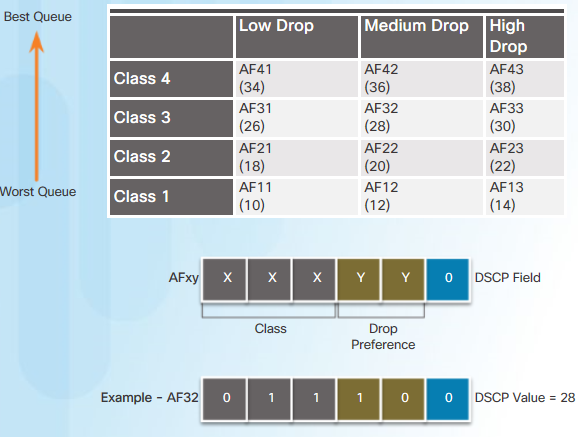 Best Queue
Worst Queue
Low Drop Medium Drop High
Drop
Class 4 AF41 AF42 AF43
(34) (36) (38)
Class 3 AF31 AF32 AF33
(26) (28) (30)
Class 2 AF21 AF22 AF23
(18) (20) (22)
Class 1 AF11 AF12 AF13
(10) (12) (14)
AFxy X X X Y Y 0 DSCP Field
Class Drop
Preference
Example - AF32 0 1 1 1 0 0 DSCP Value = 28